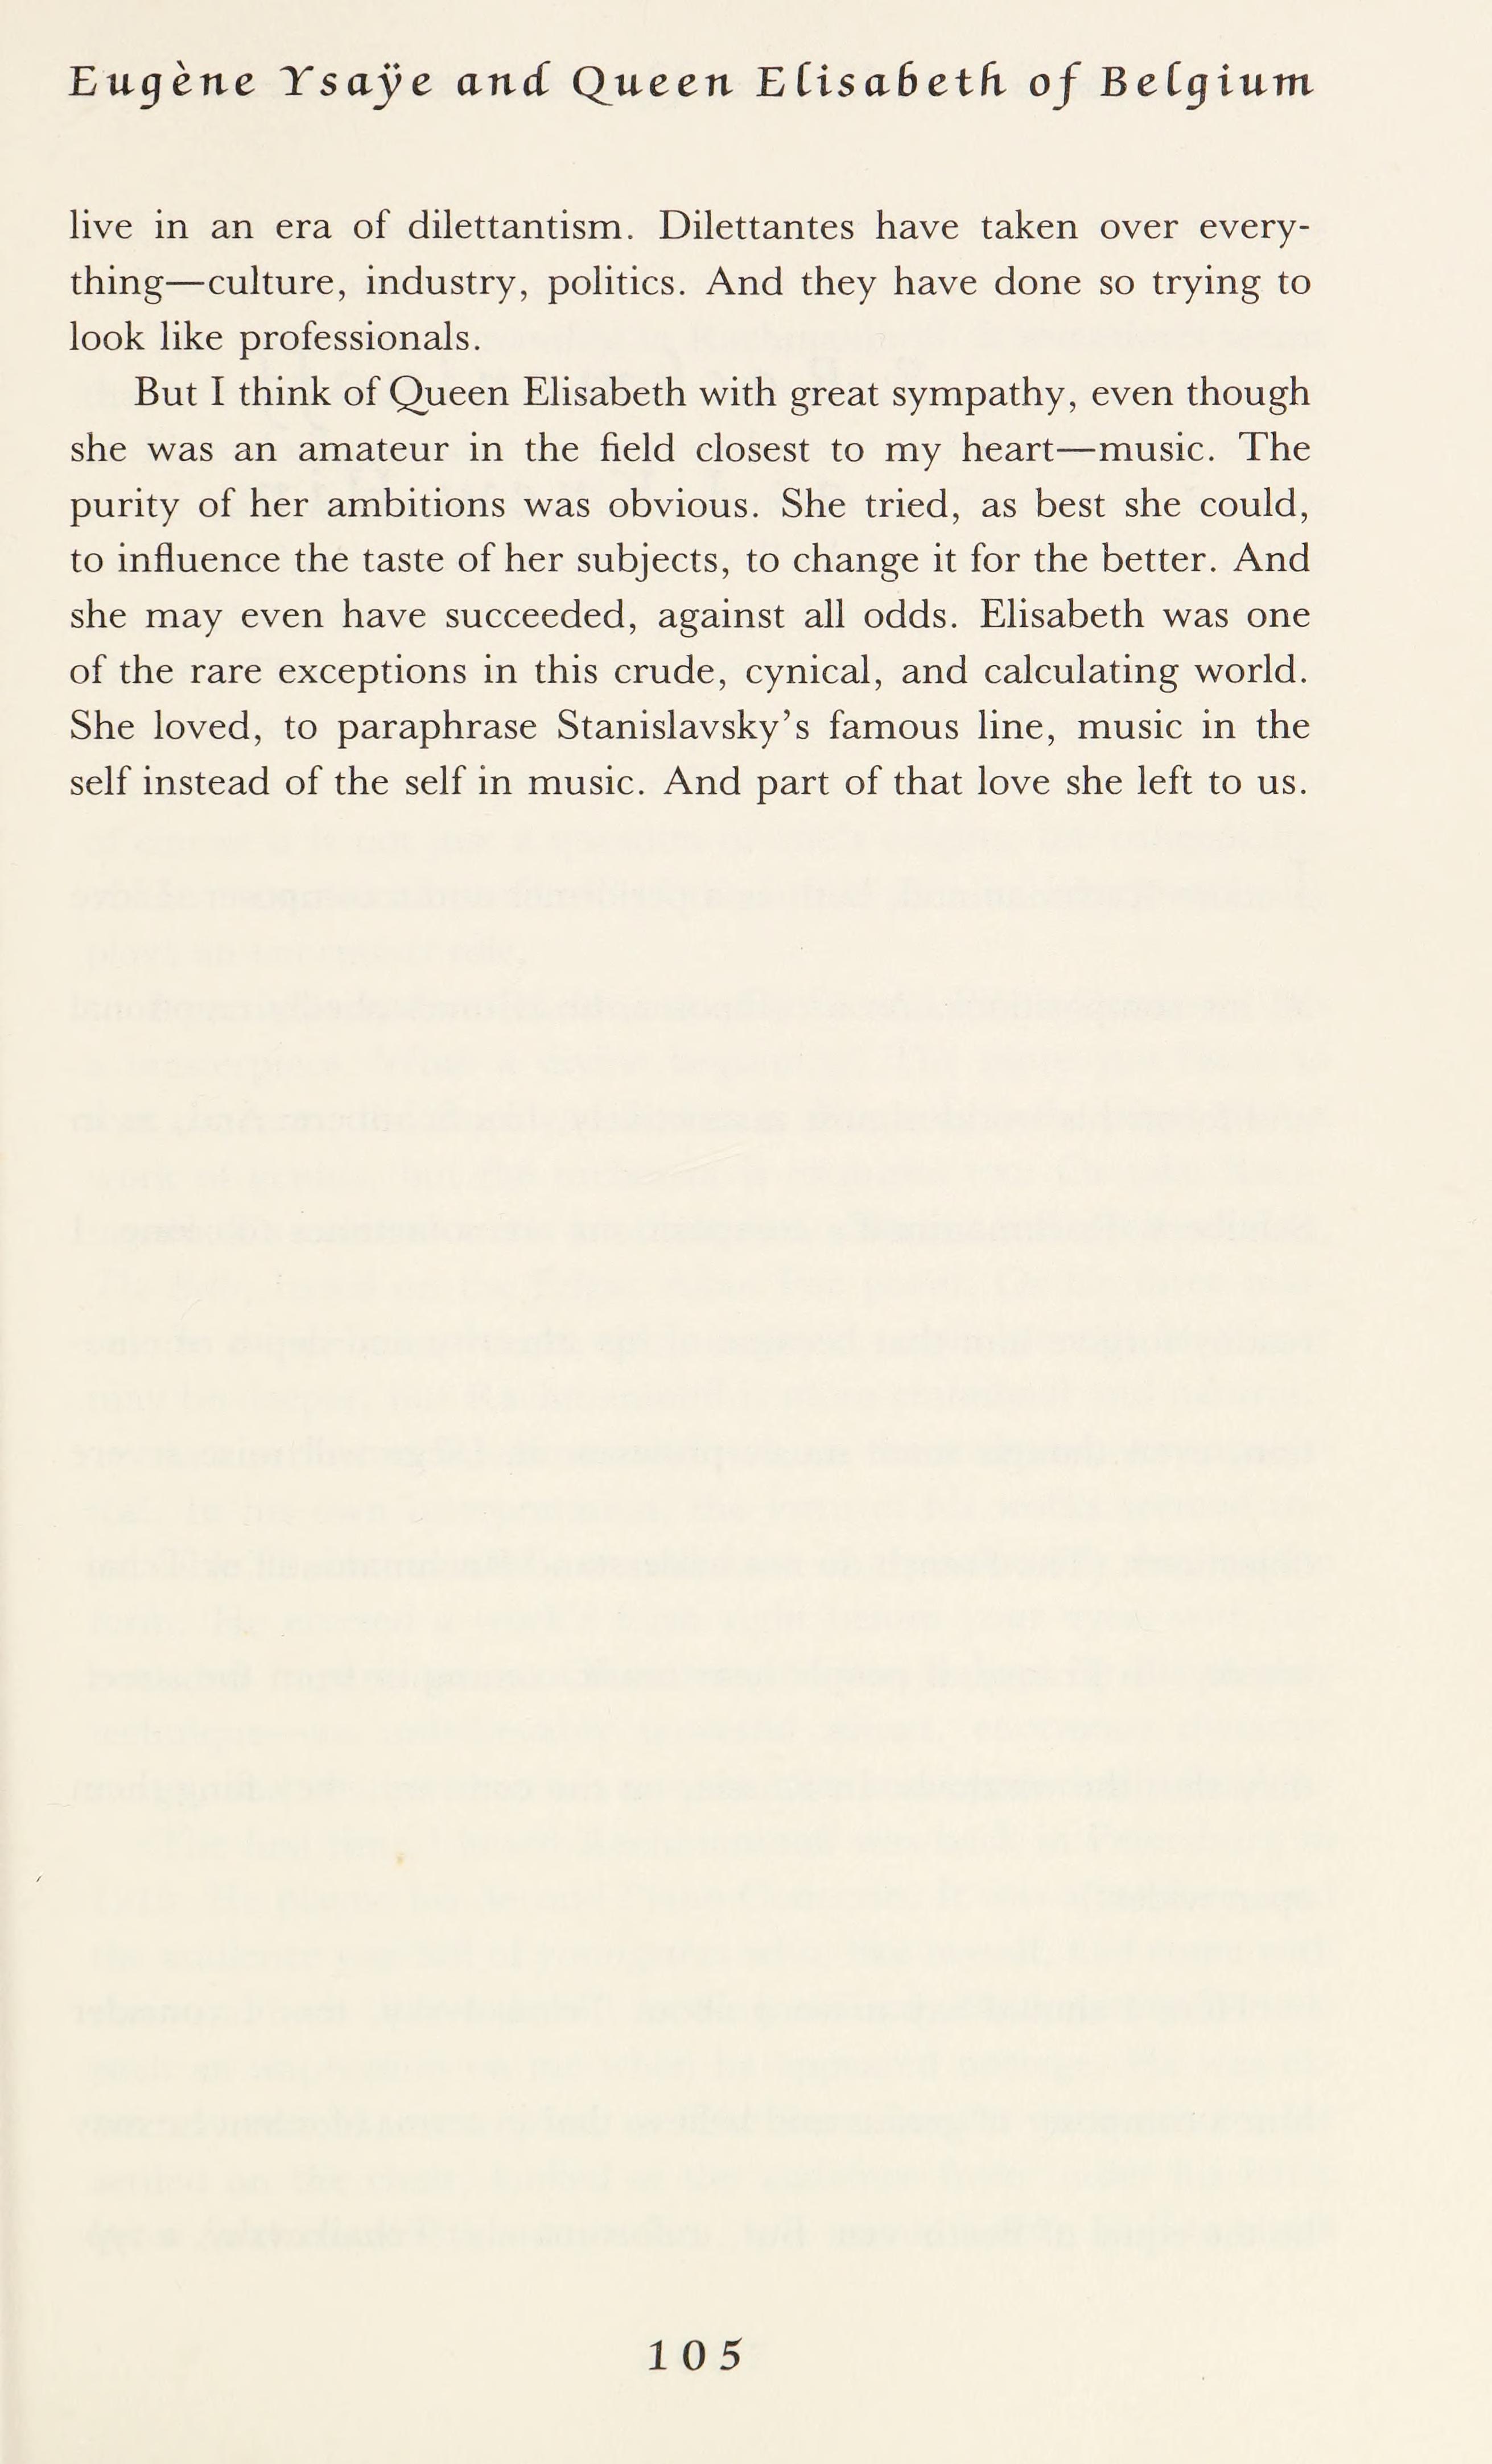 Eugène Ysaÿe and Queen Elisabeth of Belgium
live in an era of dilettantism. Dilettantes have taken over every-
thing—culture, industry, politics. And they have done so trying to
look like professionals.
But I think of Queen Elisabeth with great sympathy, even though
she was an amateur in the field closest to my heart—music. The
purity of her ambitions was obvious. She tried, as best she could,
to influence the taste of her subjects, to change it for the better. And
she may even have succeeded, against all odds. Elisabeth was one
of the rare exceptions in this crude, cynical, and calculating world.
She loved, to paraphrase Stanislavsky’s famous line, music in the
self instead of the self in music. And part of that love she left to us.
105